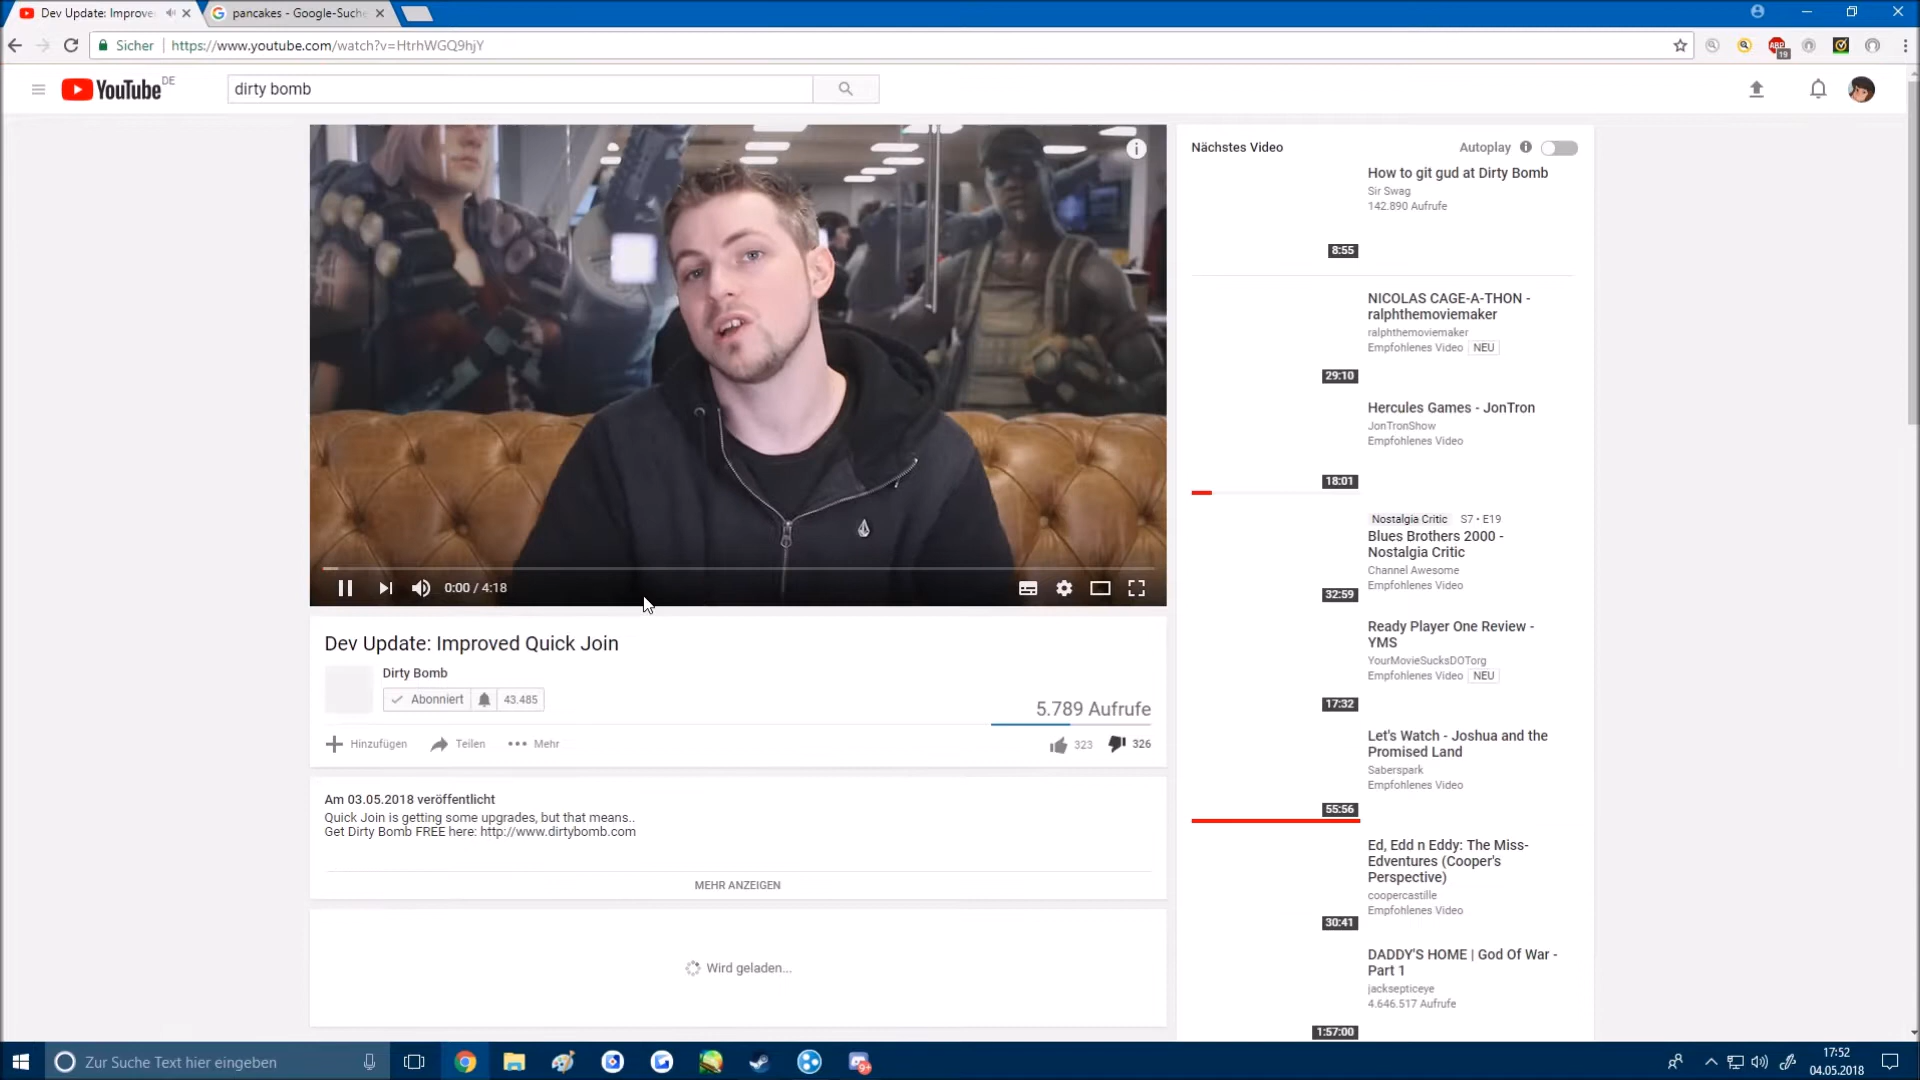 Dev Update: Improve
pancakes - Google-Suche
Sicher
https://www.youtube.com/watch?v=HtrhWGQ9hjY
ABP
19
YouTube DE
dirty bomb
Nächstes Video
Autoplay
How to git gud at Dirty Bomb
Sir Swag
142.890 Aufrufe
8:55
NICOLAS CAGE-A-THON -
ralphthemoviemaker
ralphthemoviemaker
Empfohlenes Video NEU
29:10
Hercules Games - JonTron
JonTronShow
Empfohlenes Video
18:01
Nostalgia Critic S7 • E19
Blues Brothers 2000 -
Nostalgia Critic
Channel Awesome
Empfohlenes Video
32:59
Ready Player One Review -
YMS
YourMovieSucksDOTorg
Empfohlenes Video NEU
17:32
Let's Watch - Joshua and the
Promised Land
Saberspark
Empfohlenes Video
55:56
Ed, Edd n Eddy: The Miss-
Edventures (Cooper's
Perspective)
coopercastille
Empfohlenes Video
30:41
DADDY'S HOME | God Of War -
Part 1
jacksepticeye
4.646.517 Aufrufe
1:57:00
0:00 / 4:18
Dev Update: Improved Quick Join
Dirty Bomb
Abonniert
43.485
5.789 Aufrufe
Hinzufügen
Teilen
Mehr
323
326
Am 03.05.2018 veröffentlicht
Quick Join is getting some upgrades, but that means..
Get Dirty Bomb FREE here: http://www.dirtybomb.com
MEHR ANZEIGEN
Wird geladen...
Zur Suche Text hier eingeben
9+
17:52
04.05.2018